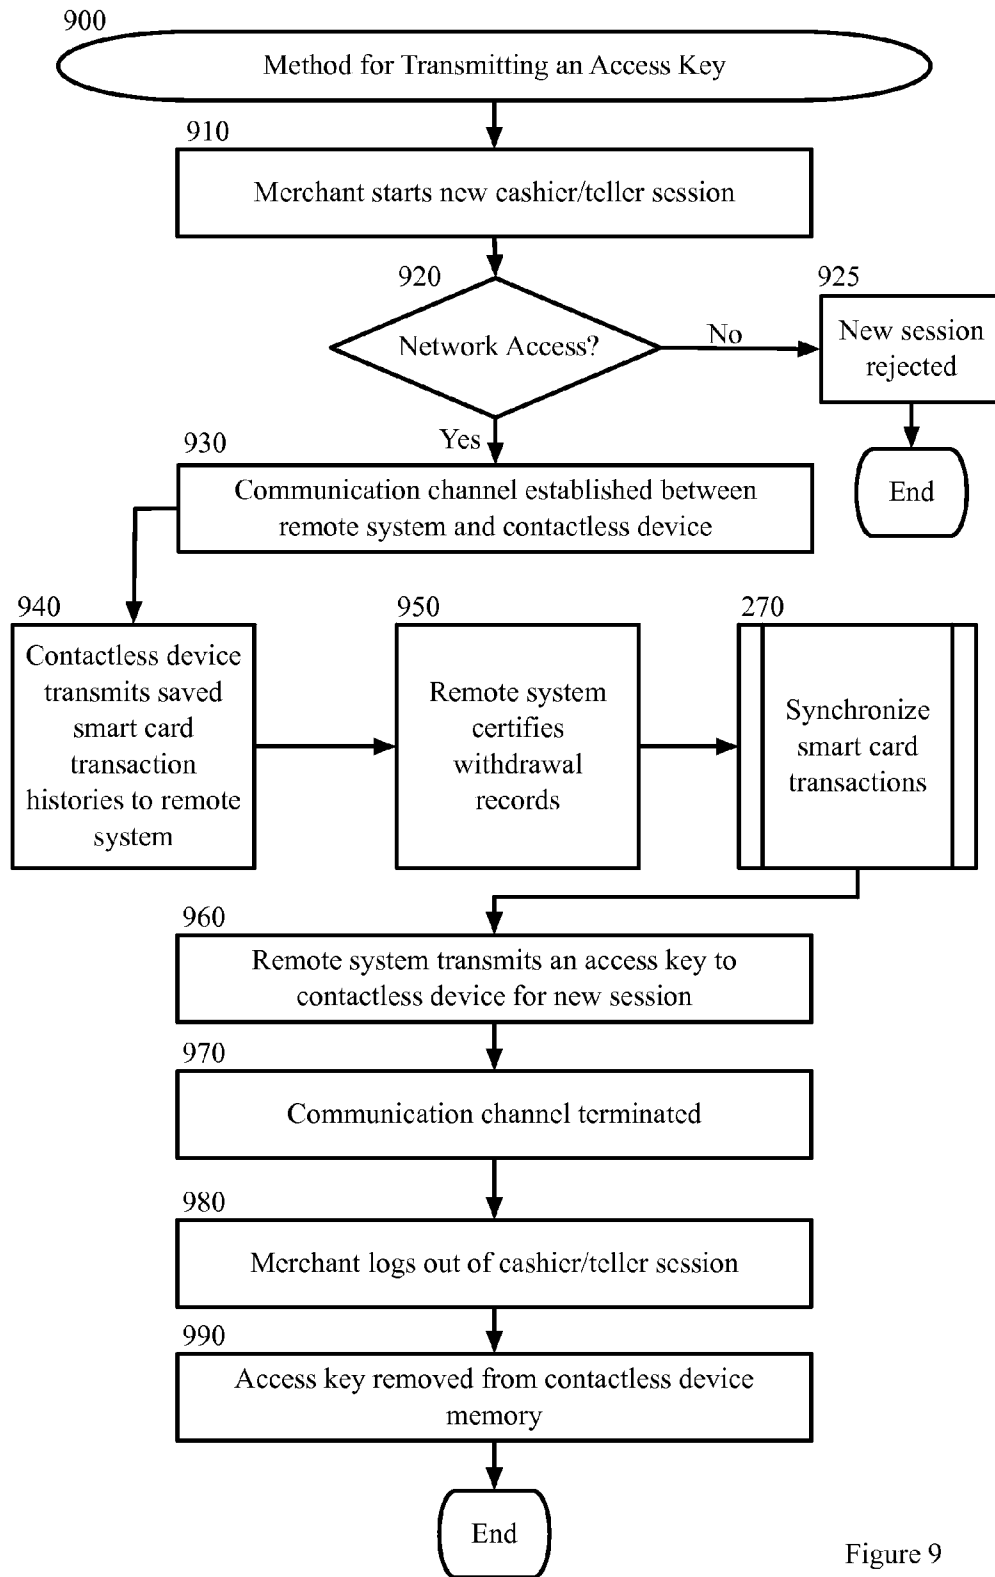 900
Method for Transmitting an Access Key
910
Merchant starts new cashier/teller session
920
925
Network Access?
No
New session
rejected
Yes
End
930
Communication channel established between
remote system and contactless device
940
950
270
Contactless device
transmits saved
smart card
transaction
histories to remote
system
Remote system
certifies
withdrawal
records
Synchronize
smart card
transactions
960
Remote system transmits an access key to
contactless device for new session
970
Communication channel terminated
980
Merchant logs out of cashier/teller session
990
Access key removed from contactless device
memory
End
Figure 9